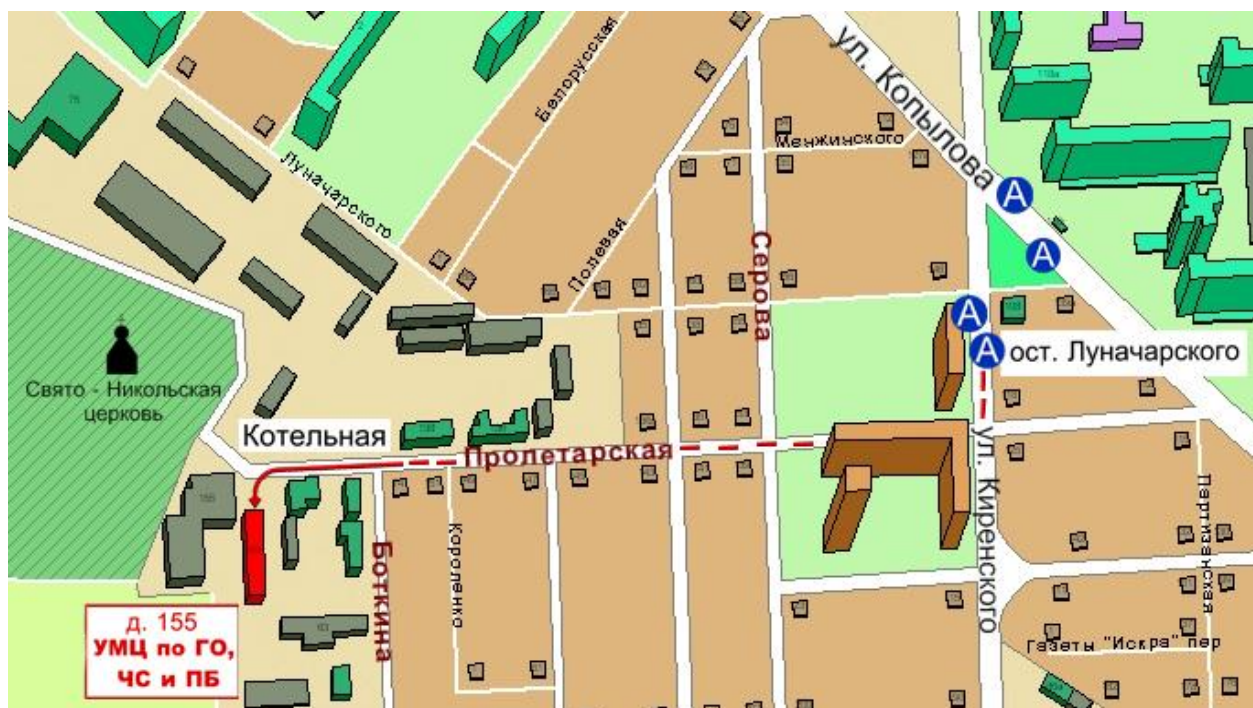 ул. Копылова
Белорусская
Менжинского
Луначарского
Полевая
Серова
А
А
А
А
ост. Луначарского
Свято - Никольская
церковь
Котельная
Пролетарская
ул. Киренского
Партизанская
Короленко
Боткина
д. 155
УМЦ по ГО,
ЧС и ПБ
Газеты "Искра" пер